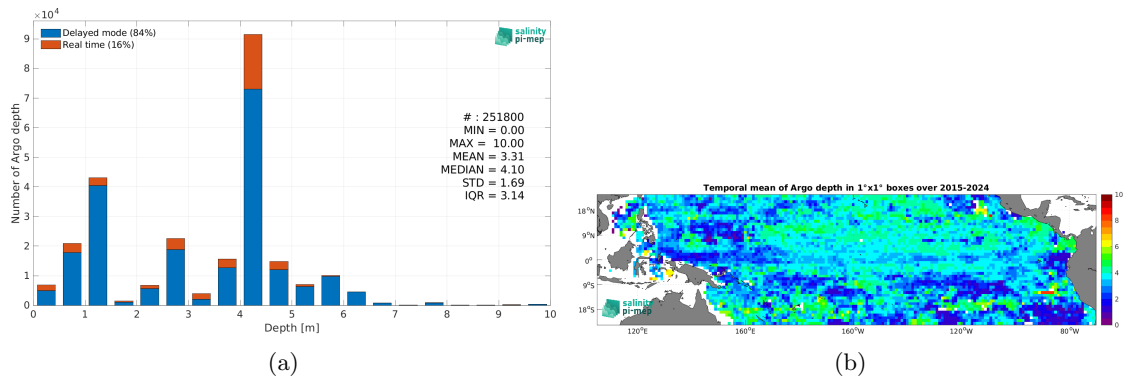 ×10⁴
Delayed mode (84%)
Real time (16%)
salinity
pi-mep
9
8
7
6
5
4
3
2
1
0
Number of Argo depth
# : 251800
MIN = 0.00
MAX = 10.00
MEAN = 3.31
MEDIAN = 4.10
STD = 1.69
IQR = 3.14
0 1 2 3 4 5 6 7 8 9 10
Depth [m]
(a)
Temporal mean of Argo depth in 1°x1° boxes over 2015-2024
18°N
9°N
0°
9°S
18°S
salinity
pi-mep
120°E 160°E 160°W 120°W 80°W
10
8
6
4
2
0
(b)